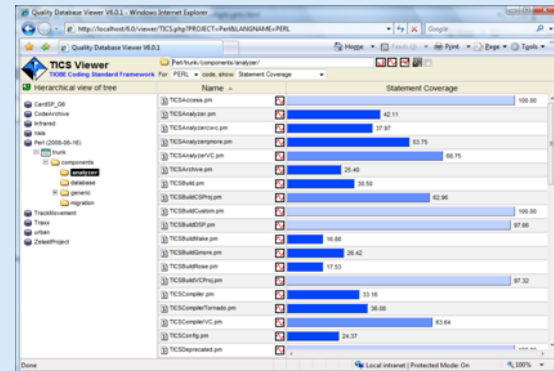 Quality Database Viewer V6.0.1 - Windows Internet Explorer
http://localhost/6.0/viewer/TICS.php?PROJECT=Perl&LANGNAME=PERL
Google
Quality Database Viewer V6.0.1
Home Feeds () Print Page Tools
TICS Viewer
Perl/trunk/components/analyzer/
TIOBE Coding Standard Framework For PERL code, show Statement Coverage
Hierarchical view of tree Name Statement Coverage
CardSP_G6
CodeArchive
Infrared
Perl (2008-06-16)
trunk
components
analyzer
database
generic
migration
TrackMovement
Traxx
urban
ZetestProject
TICSAccess.pm 100.00
TICSAnalyzer.pm 42.11
TICSAnalyzercwc.pm 37.97
TICSAnalyzerqmore.pm 53.75
TICSAnalyzerVC.pm 68.75
TICSArchive.pm 25.40
TICSBuild.pm 38.50
TICSBuildCSProj.pm 62.96
TICSBuildCustom.pm 100.00
TICSBuildDSP.pm 97.66
TICSBuildMake.pm 16.88
TICSBuildQmore.pm 26.42
TICSBuildRose.pm 17.53
TICSBuildVCProj.pm 97.32
TICSCompiler.pm 33.16
TICSCompilerTornado.pm 36.08
TICSCompilerVC.pm 63.64
TICSConfig.pm 24.37
TICSDeprecated.pm
Done Local intranet | Protected Mode: On 100%